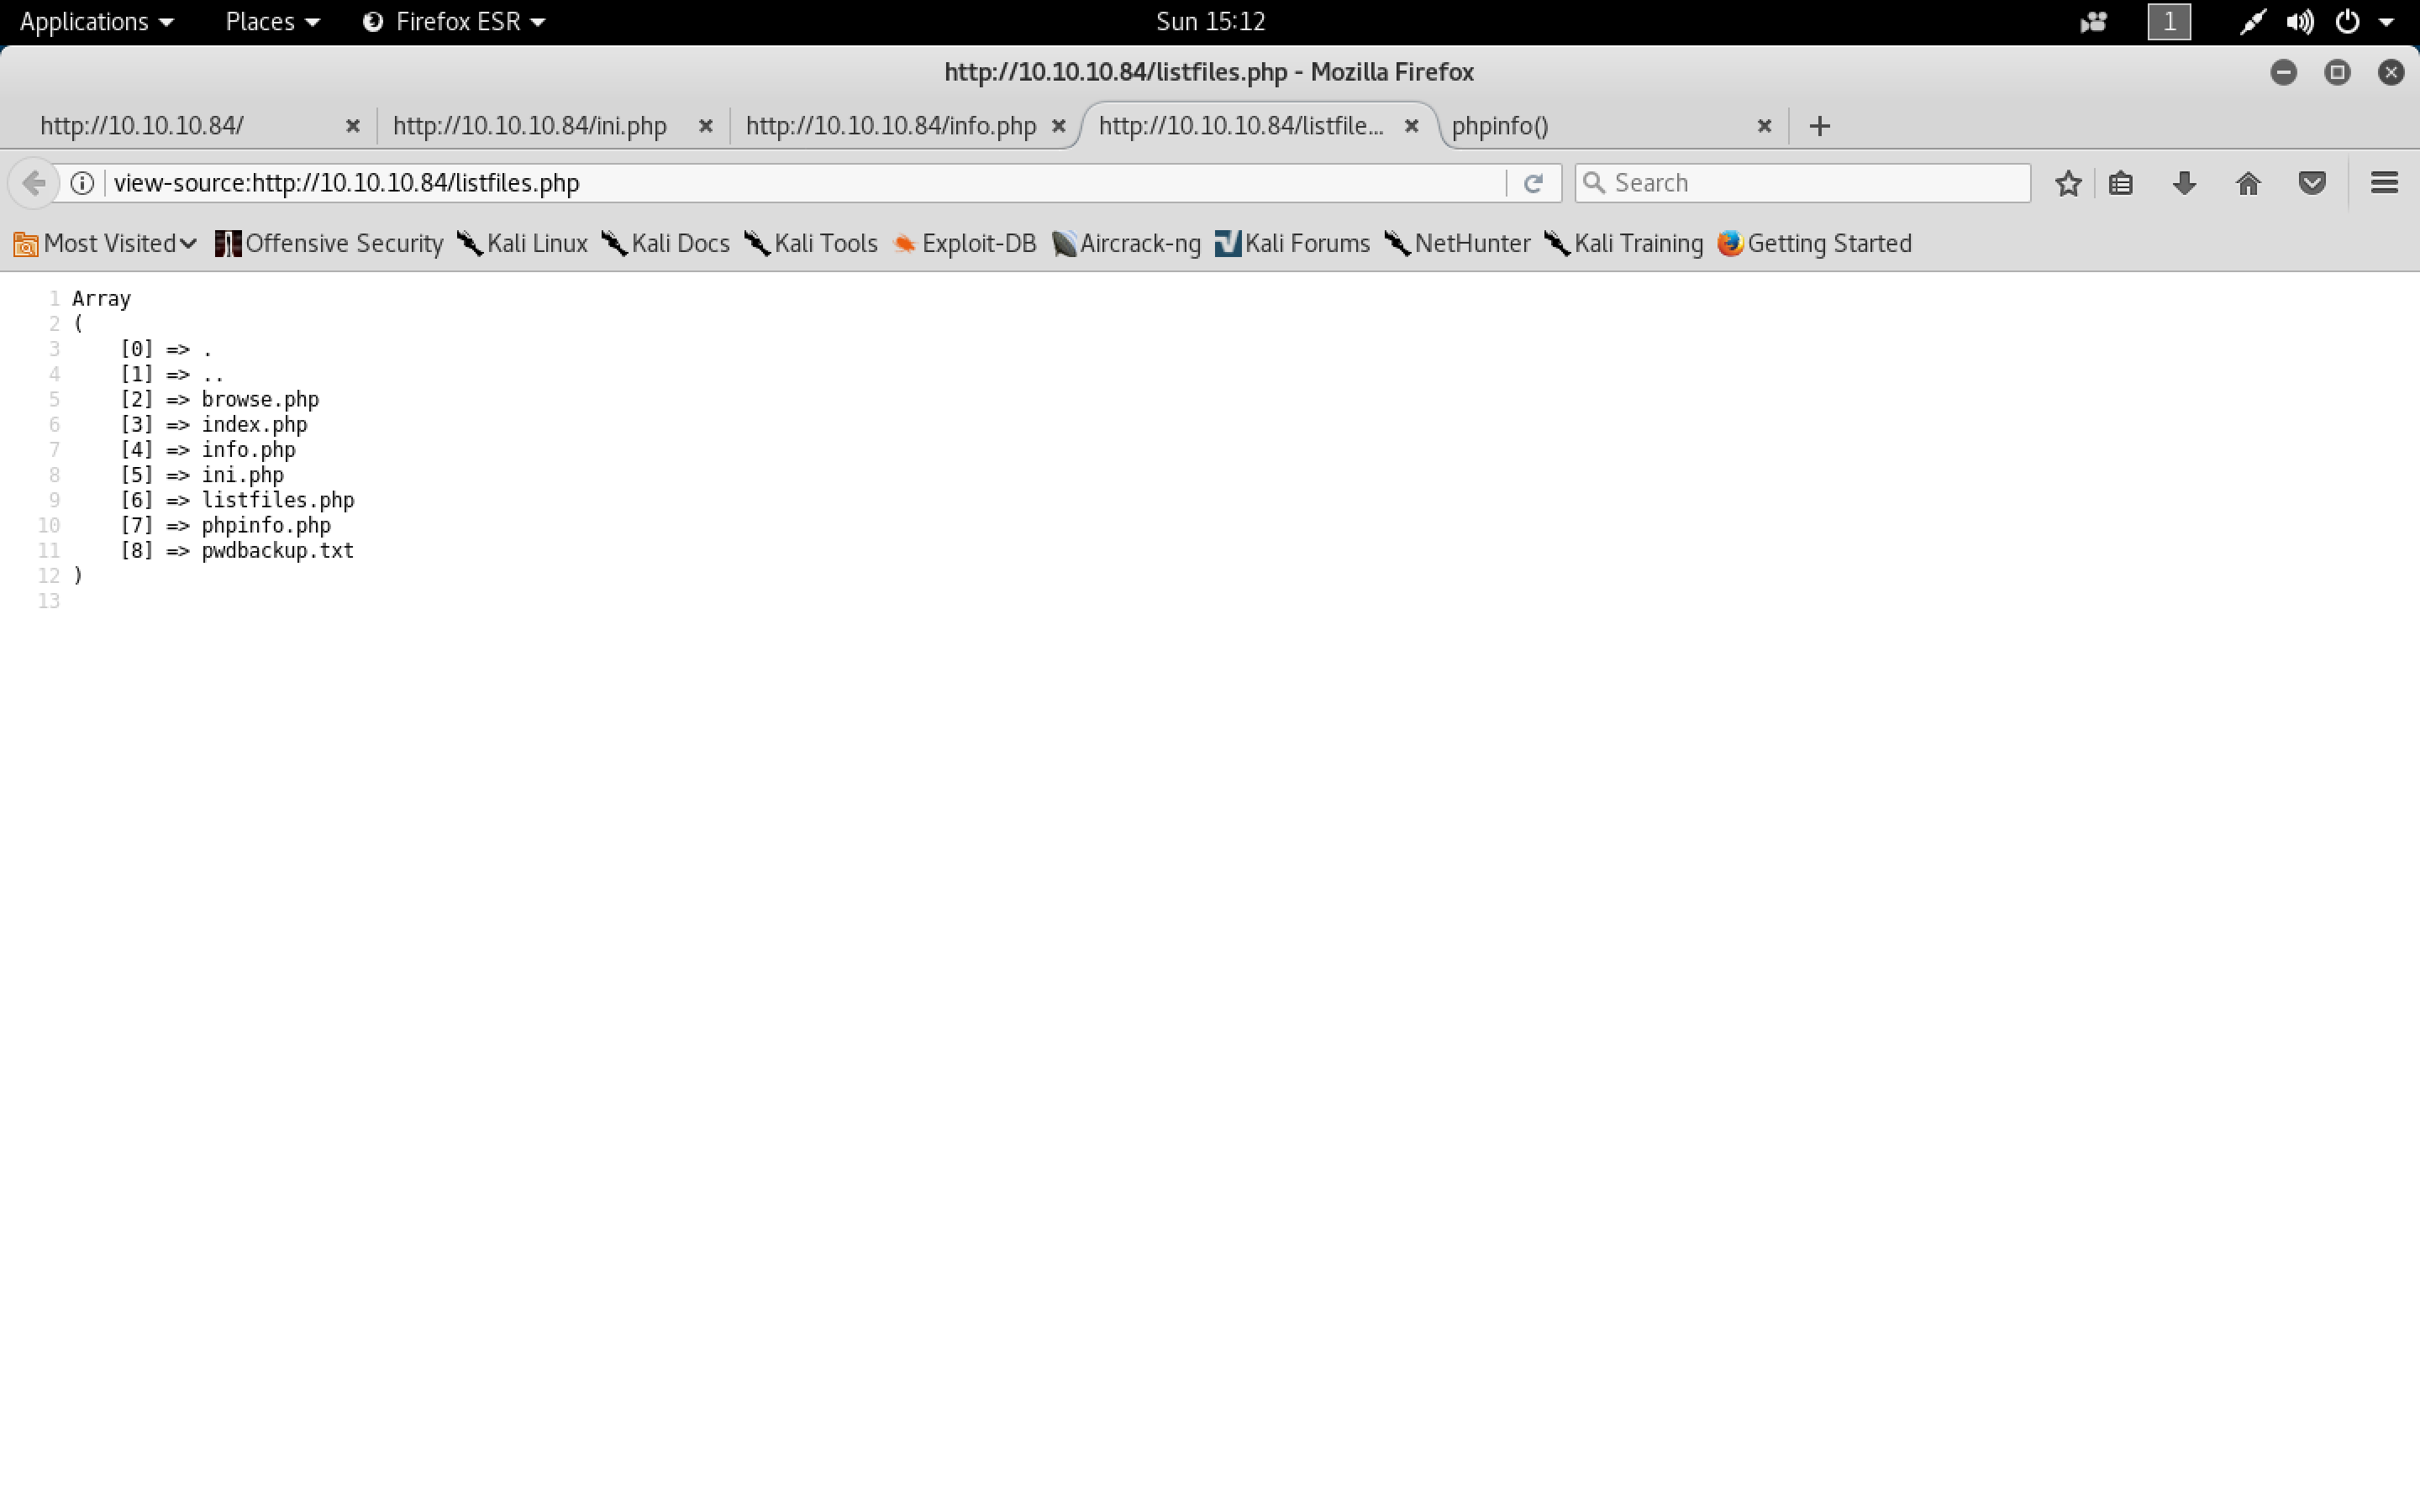 Applications Places Firefox ESR Sun 15:12 1
http://10.10.10.84/listfiles.php - Mozilla Firefox
http://10.10.10.84/ http://10.10.10.84/ini.php http://10.10.10.84/info.php http://10.10.10.84/listfile... phpinfo()
view-source:http://10.10.10.84/listfiles.php Search
Most Visited Offensive Security Kali Linux Kali Docs Kali Tools Exploit-DB Aircrack-ng Kali Forums NetHunter Kali Training Getting Started
1 Array
2 (
3 [0] => .
4 [1] => ..
5 [2] => browse.php
6 [3] => index.php
7 [4] => info.php
8 [5] => ini.php
9 [6] => listfiles.php
10 [7] => phpinfo.php
11 [8] => pwdbackup.txt
12 )
13